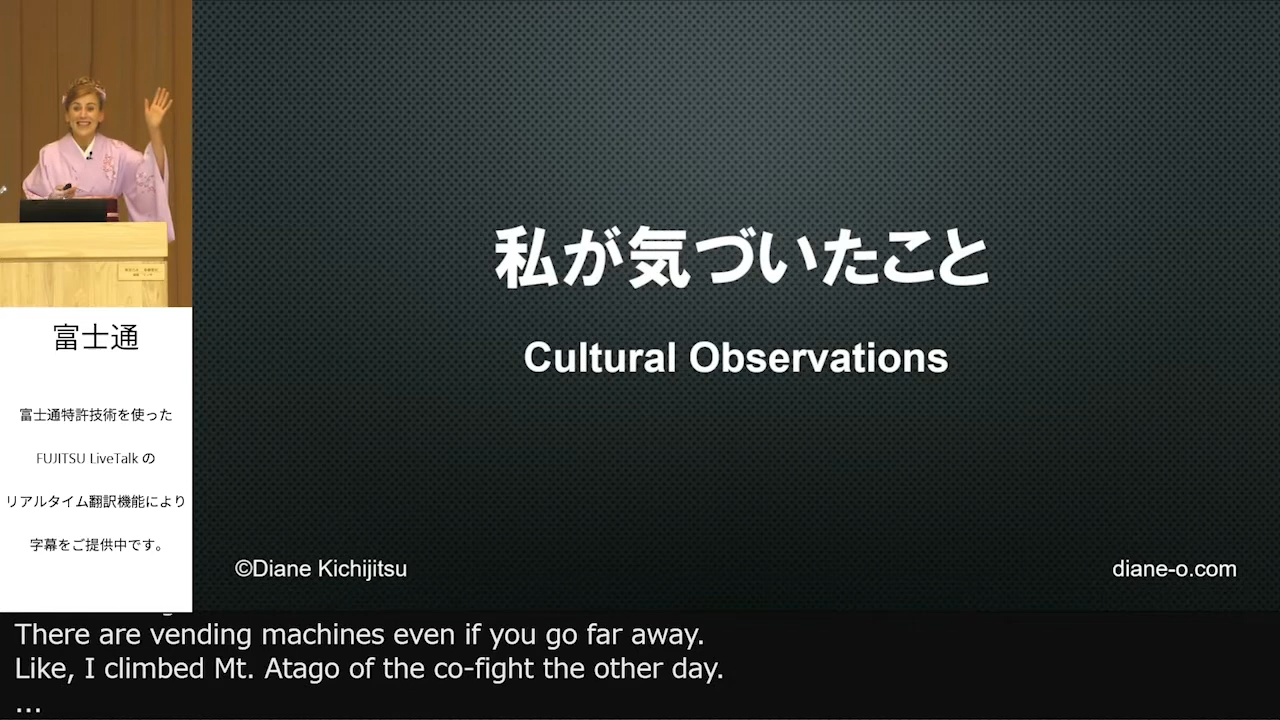 私が気づいたこと
Cultural Observations
©Diane Kichijitsu
diane-o.com
富士通
富士通特許技術を使った
FUJITSU LiveTalk の
リアルタイム翻訳機能により
字幕をご提供中です。
There are vending machines even if you go far away.
Like, I climbed Mt. Atago of the co-fight the other day.
...